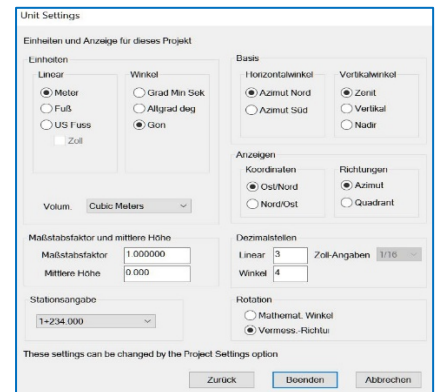 Unit Settings
Einheiten und Anzeige für dieses Projekt
Einheiten
Linear
Meter
Fuß
US Fuss
Zoll
Winkel
Grad Min Sek
Altgrad deg
Gon
Volum. Cubic Meters
Basis
Horizontalwinkel
Azimut Nord
Azimut Süd
Vertikalwinkel
Zenit
Vertikal
Nadir
Anzeigen
Koordinaten
Ost/Nord
Nord/Ost
Richtungen
Azimut
Quadrant
Maßstabsfaktor und mittlere Höhe
Maßstabsfaktor 1.000000
Mittlere Höhe 0.000
Dezimalstellen
Linear 3 Zoll-Angaben 1/16
Winkel 4
Stationsangabe
1+234.000
Rotation
Mathemat. Winkel
Vermess.-Richtu
These settings can be changed by the Project Settings option
Zurück Beenden Abbrechen